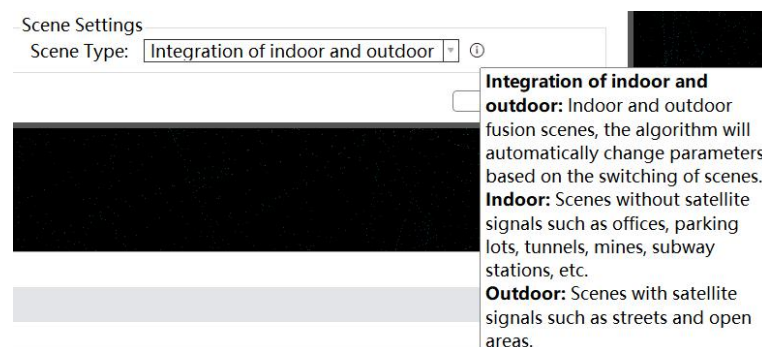 Scene Settings
Scene Type: Integration of indoor and outdoor
Integration of indoor and
outdoor: Indoor and outdoor
fusion scenes, the algorithm will
automatically change parameters
based on the switching of scenes.
Indoor: Scenes without satellite
signals such as offices, parking
lots, tunnels, mines, subway
stations, etc.
Outdoor: Scenes with satellite
signals such as streets and open
areas.